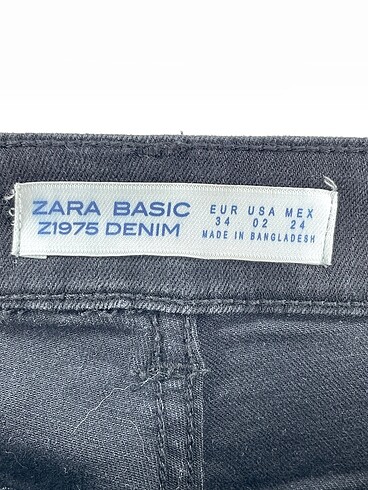 ZARA BASIC
Z1975 DENIM
EUR USA MEX
34 02 24
MADE IN BANGLADESH